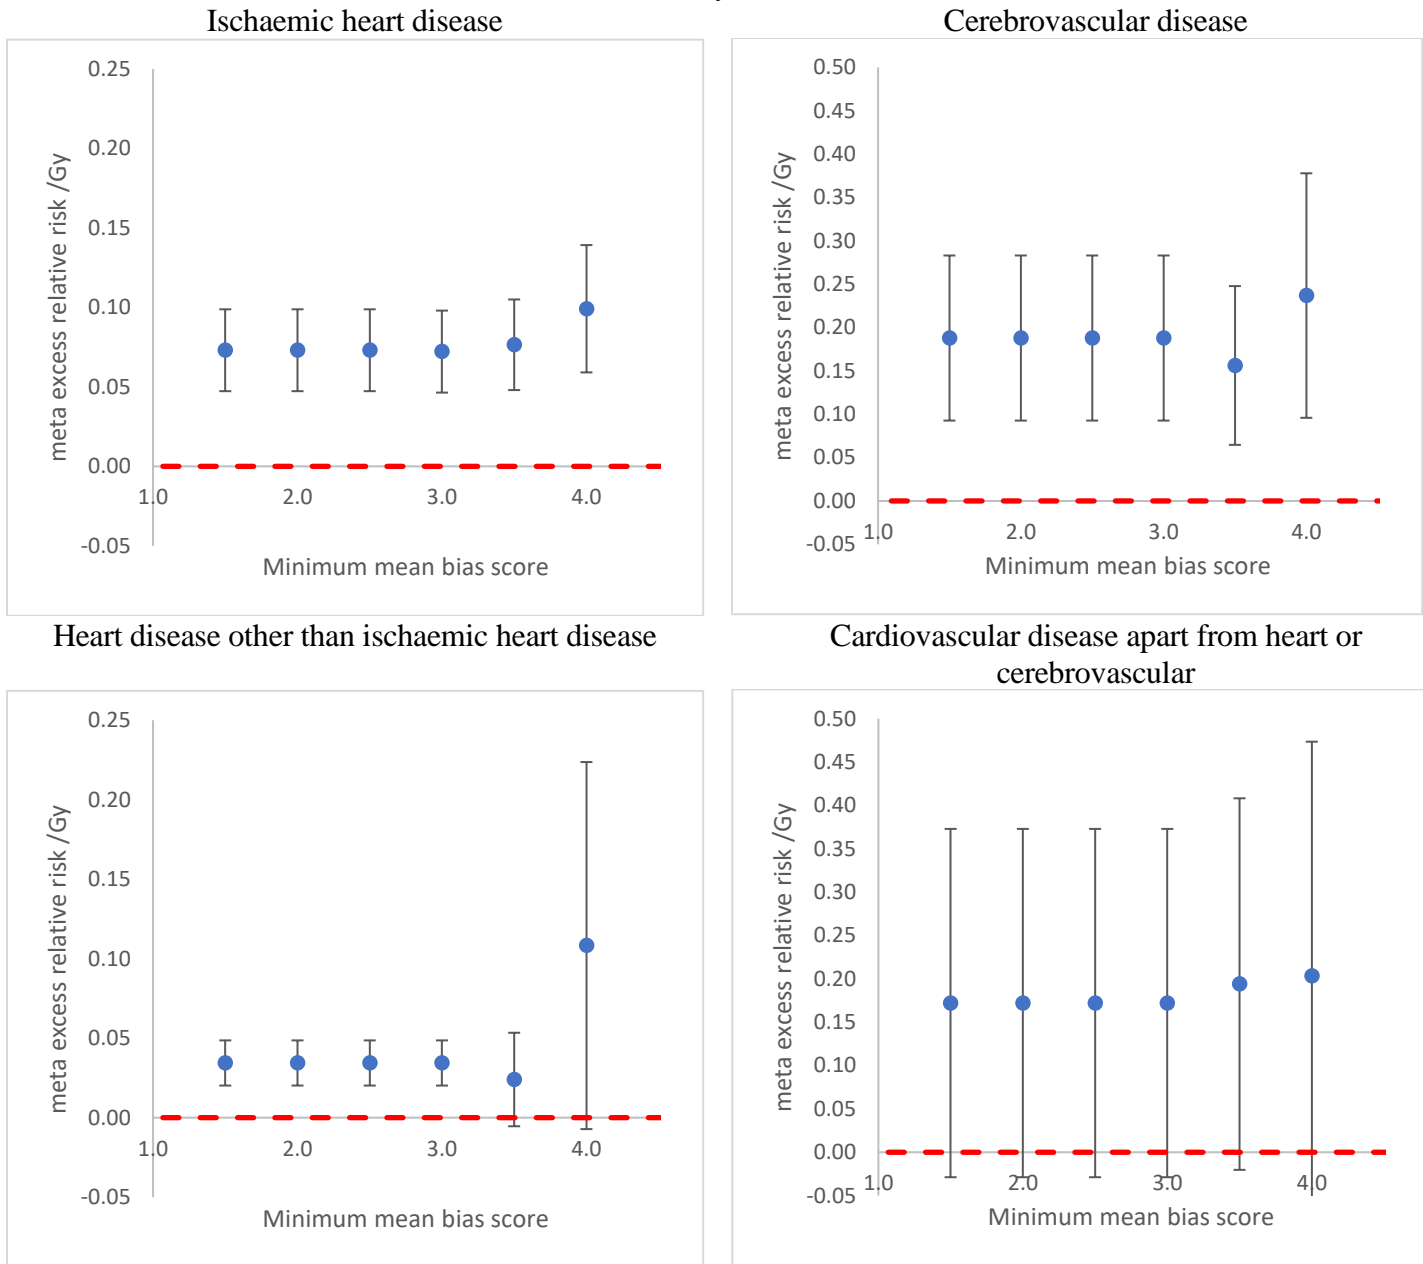 Ischaemic heart disease
0.25
0.20
0.15
0.10
0.05
0.00
-0.05
1.0 2.0 3.0 4.0
meta excess relative risk /Gy
Minimum mean bias score
Cerebrovascular disease
0.50
0.45
0.40
0.35
0.30
0.25
0.20
0.15
0.10
0.05
0.00
-0.05
1.0 2.0 3.0 4.0
meta excess relative risk /Gy
Minimum mean bias score
Heart disease other than ischaemic heart disease
0.25
0.20
0.15
0.10
0.05
0.00
-0.05
1.0 2.0 3.0 4.0
meta excess relative risk /Gy
Minimum mean bias score
Cardiovascular disease apart from heart or
cerebrovascular
0.50
0.45
0.40
0.35
0.30
0.25
0.20
0.15
0.10
0.05
0.00
-0.05
1.0 2.0 3.0 4.0
meta excess relative risk /Gy
Minimum mean bias score